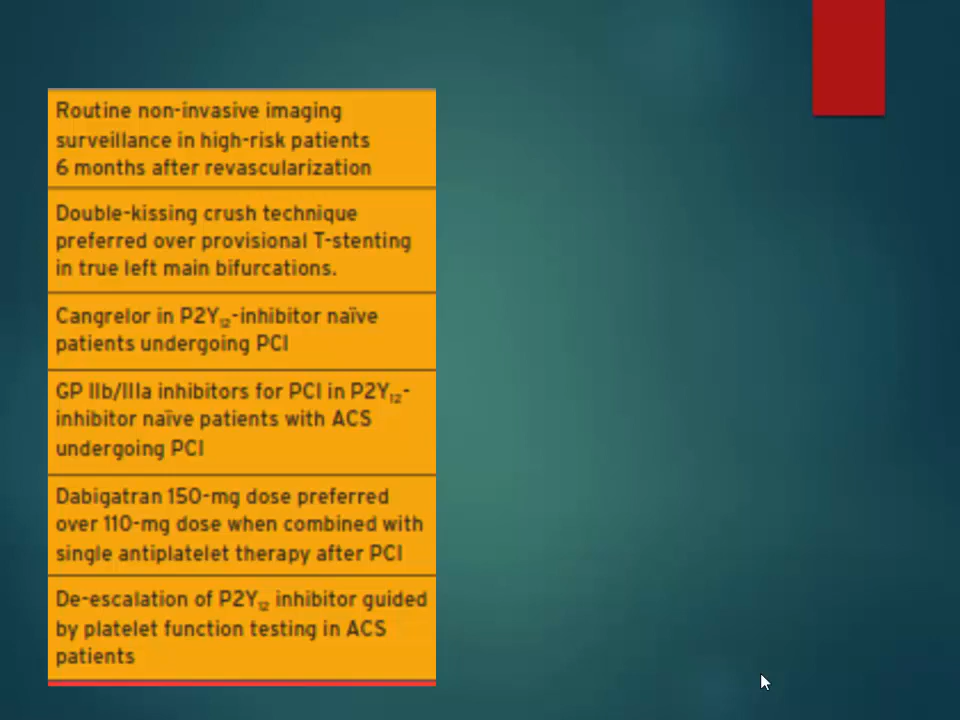 Routine non-invasive imaging
surveillance in high-risk patients
6 months after revascularization
Double-kissing crush technique
preferred over provisional T-stenting
in true left main bifurcations.
Cangrelor in P2Y₁₂-inhibitor naïve
patients undergoing PCI
GP IIb/IIIa inhibitors for PCI in P2Y₁₂-
inhibitor naïve patients with ACS
undergoing PCI
Dabigatran 150-mg dose preferred
over 110-mg dose when combined with
single antiplatelet therapy after PCI
De-escalation of P2Y₁₂ inhibitor guided
by platelet function testing in ACS
patients